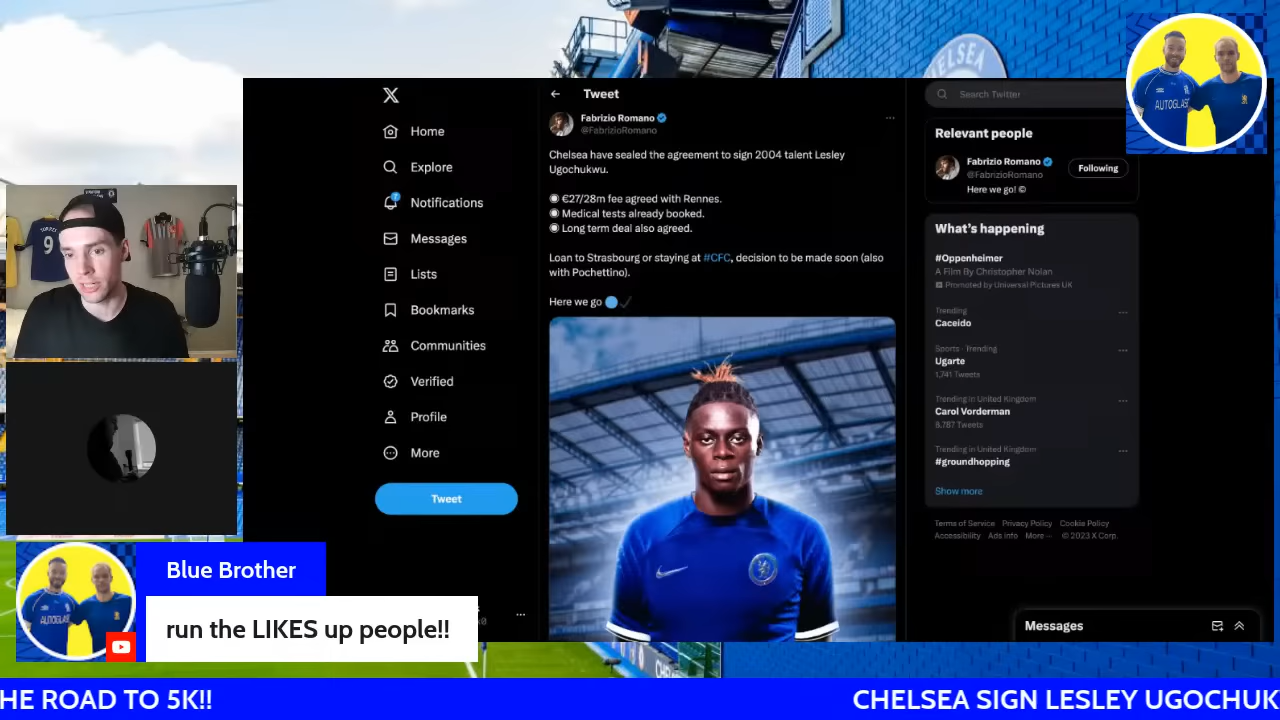 CHELSEA
AUTOGLASS
TORRES
9
Tweet
Search Twitter
Home
Explore
Notifications
Messages
Lists
Bookmarks
Communities
Verified
Profile
More
Tweet
Fabrizio Romano
@FabrizioRomano
Chelsea have sealed the agreement to sign 2004 talent Lesley
Ugochukwu.
€27/28m fee agreed with Rennes.
Medical tests already booked.
Long term deal also agreed.
Loan to Strasbourg or staying at #CFC, decision to be made soon (also
with Pochettino).
Here we go
Relevant people
Fabrizio Romano
@FabrizioRomano
Following
Here we go! ©
What's happening
#Oppenheimer
A Film By Christopher Nolan
Promoted by Universal Pictures UK
Trending
Caceido
Sports · Trending
Ugarte
1,741 Tweets
Trending in United Kingdom
Carol Vorderman
8,787 Tweets
Trending in United Kingdom
#groundhopping
Show more
Terms of Service Privacy Policy Cookie Policy
Accessibility Ads info More ··· © 2023 X Corp.
Messages
Blue Brother
run the LIKES up people!!
HE ROAD TO 5K!!
CHELSEA SIGN LESLEY UGOCHUK